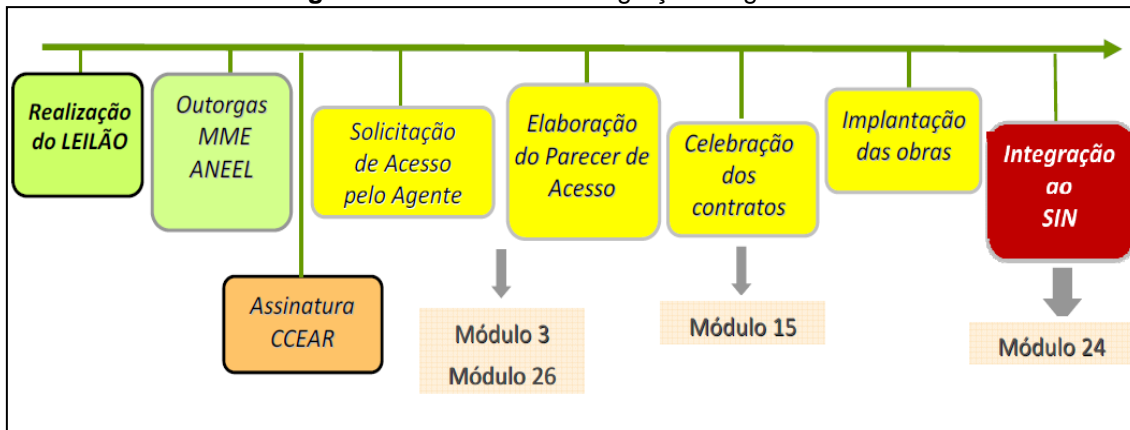 Realização
do LEILÃO
Outorgas
MME
ANEEL
Assinatura
CCEAR
Solicitação
de Acesso
pelo Agente
Elaboração
do Parecer de
Acesso
Módulo 3
Módulo 26
Celebração
dos
contratos
Módulo 15
Implantação
das obras
Integração
ao
SIN
Módulo 24